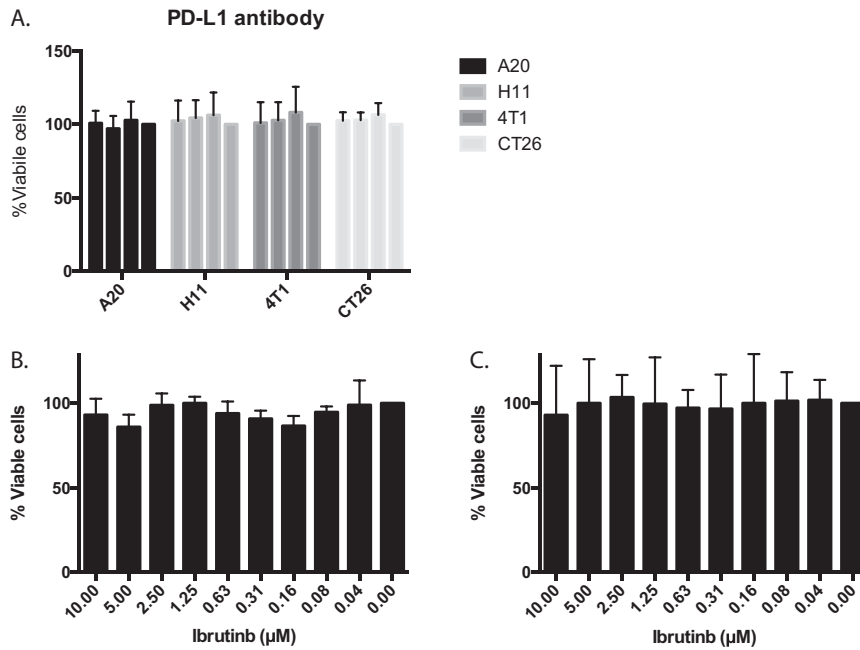 A.
PD-L1 antibody
150
100
50
0
%Viabile cells
A20
H11
4T1
CT26
A20
H11
4T1
CT26
B.
100
50
0
% Viable cells
10.00
5.00
2.50
1.25
0.63
0.31
0.16
0.08
0.04
0.00
Ibrutinb (µM)
C.
100
50
0
% Viable cells
10.00
5.00
2.50
1.25
0.63
0.31
0.16
0.08
0.04
0.00
Ibrutinb (µM)